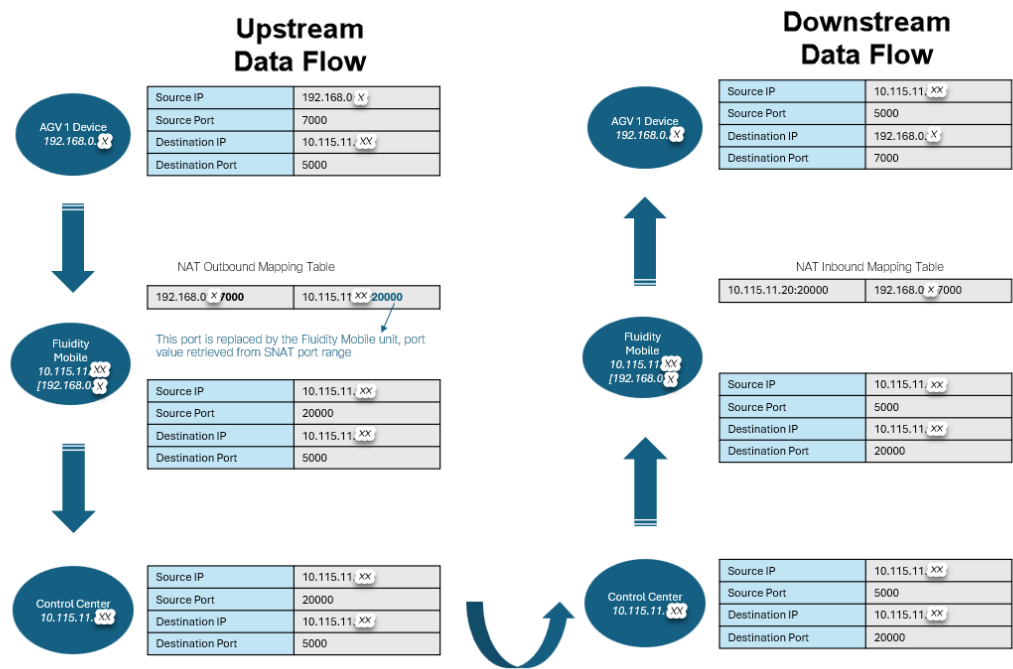 Upstream
Data Flow
AGV 1 Device
192.168.0.X
Source IP 192.168.0 X
Source Port 7000
Destination IP 10.115.11. XX
Destination Port 5000
NAT Outbound Mapping Table
192.168.0 X 7000 10.115.11 XX 20000
This port is replaced by the Fluidity Mobile unit, port
value retrieved from SNAT port range
Fluidity
Mobile
10.115.11.XX
[192.168.0.X
Source IP 10.115.11. XX
Source Port 20000
Destination IP 10.115.11. XX
Destination Port 5000
Control Center
10.115.11.XX
Source IP 10.115.11. XX
Source Port 20000
Destination IP 10.115.11. XX
Destination Port 5000
Downstream
Data Flow
AGV 1 Device
192.168.0.X
Source IP 10.115.11. XX
Source Port 5000
Destination IP 192.168.0. X
Destination Port 7000
NAT Inbound Mapping Table
10.115.11.20:20000 192.168.0 X 7000
Fluidity
Mobile
10.115.11.XX
[192.168.0.X
Source IP 10.115.11. XX
Source Port 5000
Destination IP 10.115.11. XX
Destination Port 20000
Control Center
10.115.11.XX
Source IP 10.115.11. XX
Source Port 5000
Destination IP 10.115.11. XX
Destination Port 20000